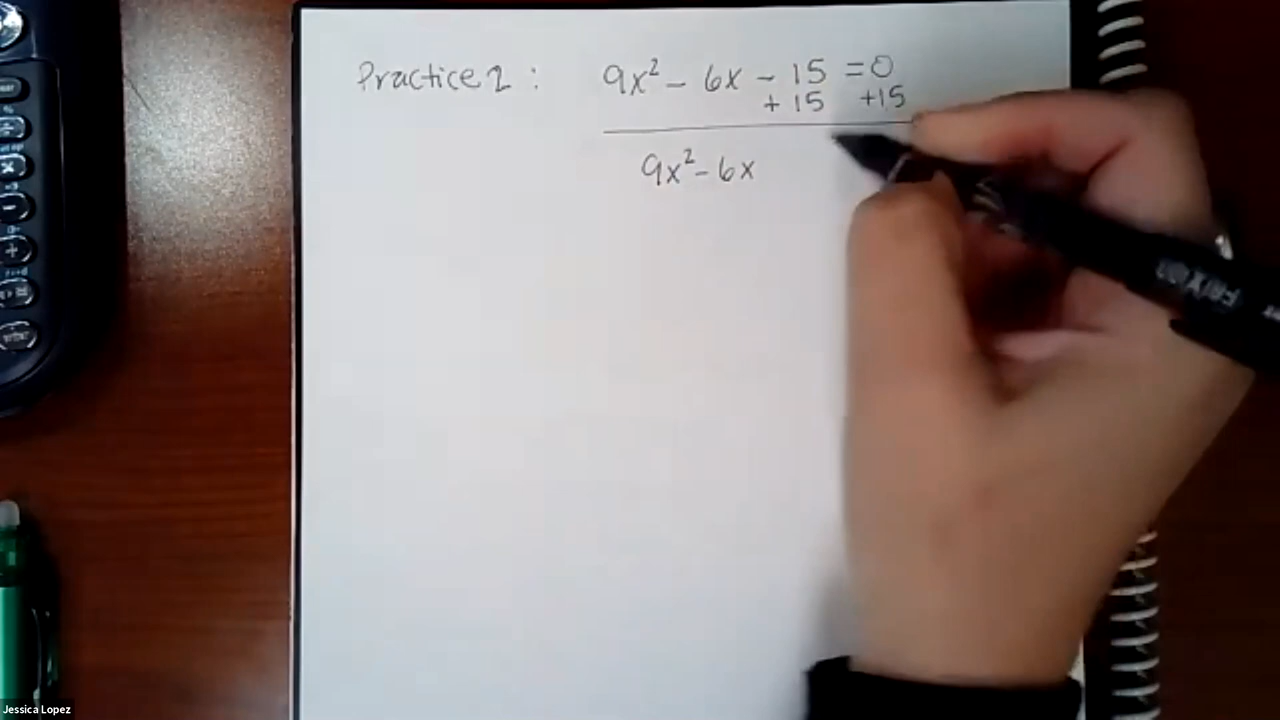 Practice 2 : 9x² - 6x - 15 = 0
+ 15 +15
9x² - 6x
Jessica Lopez